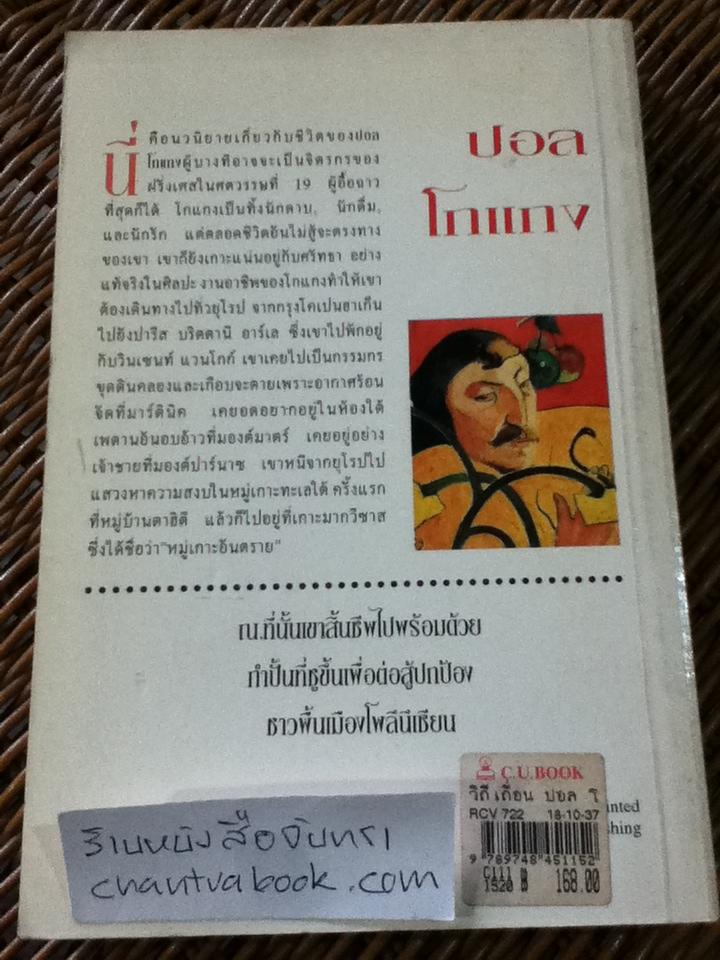 นี่ คือนวนิยายเกี่ยวกับชีวิตของปอล
โกแกงผู้บางทีอาจจะเป็นจิตรกรของ
ฝรั่งเศสในศตวรรษที่ 19 ผู้อื้อฉาว
ที่สุดก็ได้ โกแกงเป็นทั้งนักดาบ, นักดื่ม,
และนักรัก แต่ตลอดชีวิตอันไม่สู้จะตรงทาง
ของเขา เขาก็ยังเกาะแน่นอยู่กับศรัทธา อย่าง
แท้จริงในศิลปะ งานอาชีพของโกแกงทำให้เขา
ต้องเดินทางไปทั่วยุโรป จากกรุงโคเปนฮาเกิน
ไปยังปารีส บริตตานี อาร์เล ซึ่งเขาไปพักอยู่
กับวินเซนท์ แวนโกก์ เขาเคยไปเป็นกรรมกร
ขุดดินคลองและเกือบจะตายเพราะอากาศร้อน
จัดที่มาร์ตินิค เคยอดอยากอยู่ในห้องใต้
เพดานอันอบอ้าวที่มองต์มาตร์ เคยอยู่อย่าง
เจ้าชายที่มองต์ปาร์นาซ เขาหนีจากยุโรปไป
แสวงหาความสงบในหมู่เกาะทะเลใต้ ครั้งแรก
ที่หมู่บ้านตาฮิติ แล้วก็ไปอยู่ที่เกาะมากวีซาส
ซึ่งได้ชื่อว่า"หมู่เกาะอันตราย"
ปอล
โกแกง
ณ.ที่นั้นเขาสิ้นชีพไปพร้อมด้วย
กำปั้นที่ชูขึ้นเพื่อต่อสู้ปกป้อง
ชาวพื้นเมืองโพลีนีเซียน
C.U.BOOK
วิถีเถื่อน ปอล โ
RCV 722 18-10-37
9 789748 451152
C111
1520 168.00
inted
shing
ร้านหนังสือจันทรา
chantrabook.com